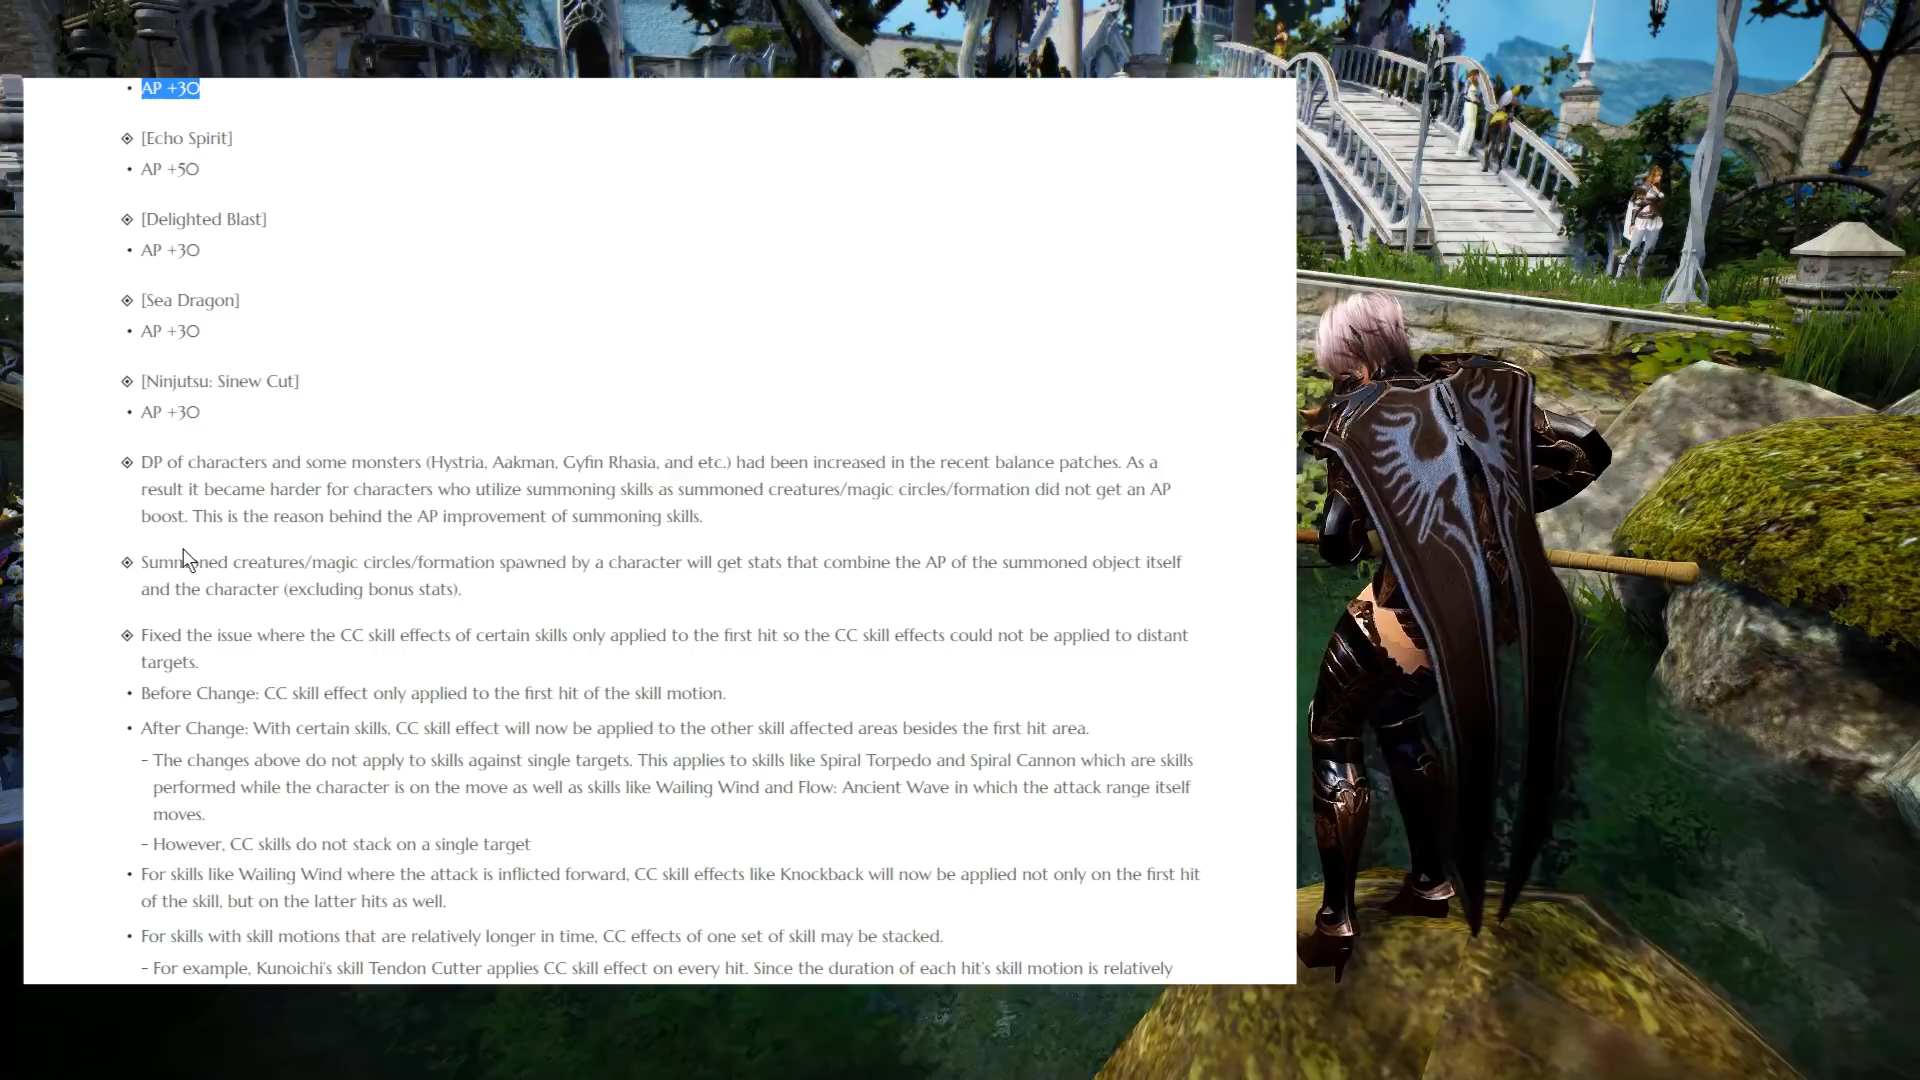 • AP +30
[Echo Spirit]
• AP +50
[Delighted Blast]
• AP +30
[Sea Dragon]
• AP +30
[Ninjutsu: Sinew Cut]
• AP +30
DP of characters and some monsters (Hystria, Aakman, Gyfin Rhasia, and etc.) had been increased in the recent balance patches. As a
result it became harder for characters who utilize summoning skills as summoned creatures/magic circles/formation did not get an AP
boost. This is the reason behind the AP improvement of summoning skills.
Summoned creatures/magic circles/formation spawned by a character will get stats that combine the AP of the summoned object itself
and the character (excluding bonus stats).
Fixed the issue where the CC skill effects of certain skills only applied to the first hit so the CC skill effects could not be applied to distant
targets.
• Before Change: CC skill effect only applied to the first hit of the skill motion.
• After Change: With certain skills, CC skill effect will now be applied to the other skill affected areas besides the first hit area.
- The changes above do not apply to skills against single targets. This applies to skills like Spiral Torpedo and Spiral Cannon which are skills
performed while the character is on the move as well as skills like Wailing Wind and Flow: Ancient Wave in which the attack range itself
moves.
- However, CC skills do not stack on a single target
• For skills like Wailing Wind where the attack is inflicted forward, CC skill effects like Knockback will now be applied not only on the first hit
of the skill, but on the latter hits as well.
• For skills with skill motions that are relatively longer in time, CC effects of one set of skill may be stacked.
- For example, Kunoichi's skill Tendon Cutter applies CC skill effect on every hit. Since the duration of each hit's skill motion is relatively